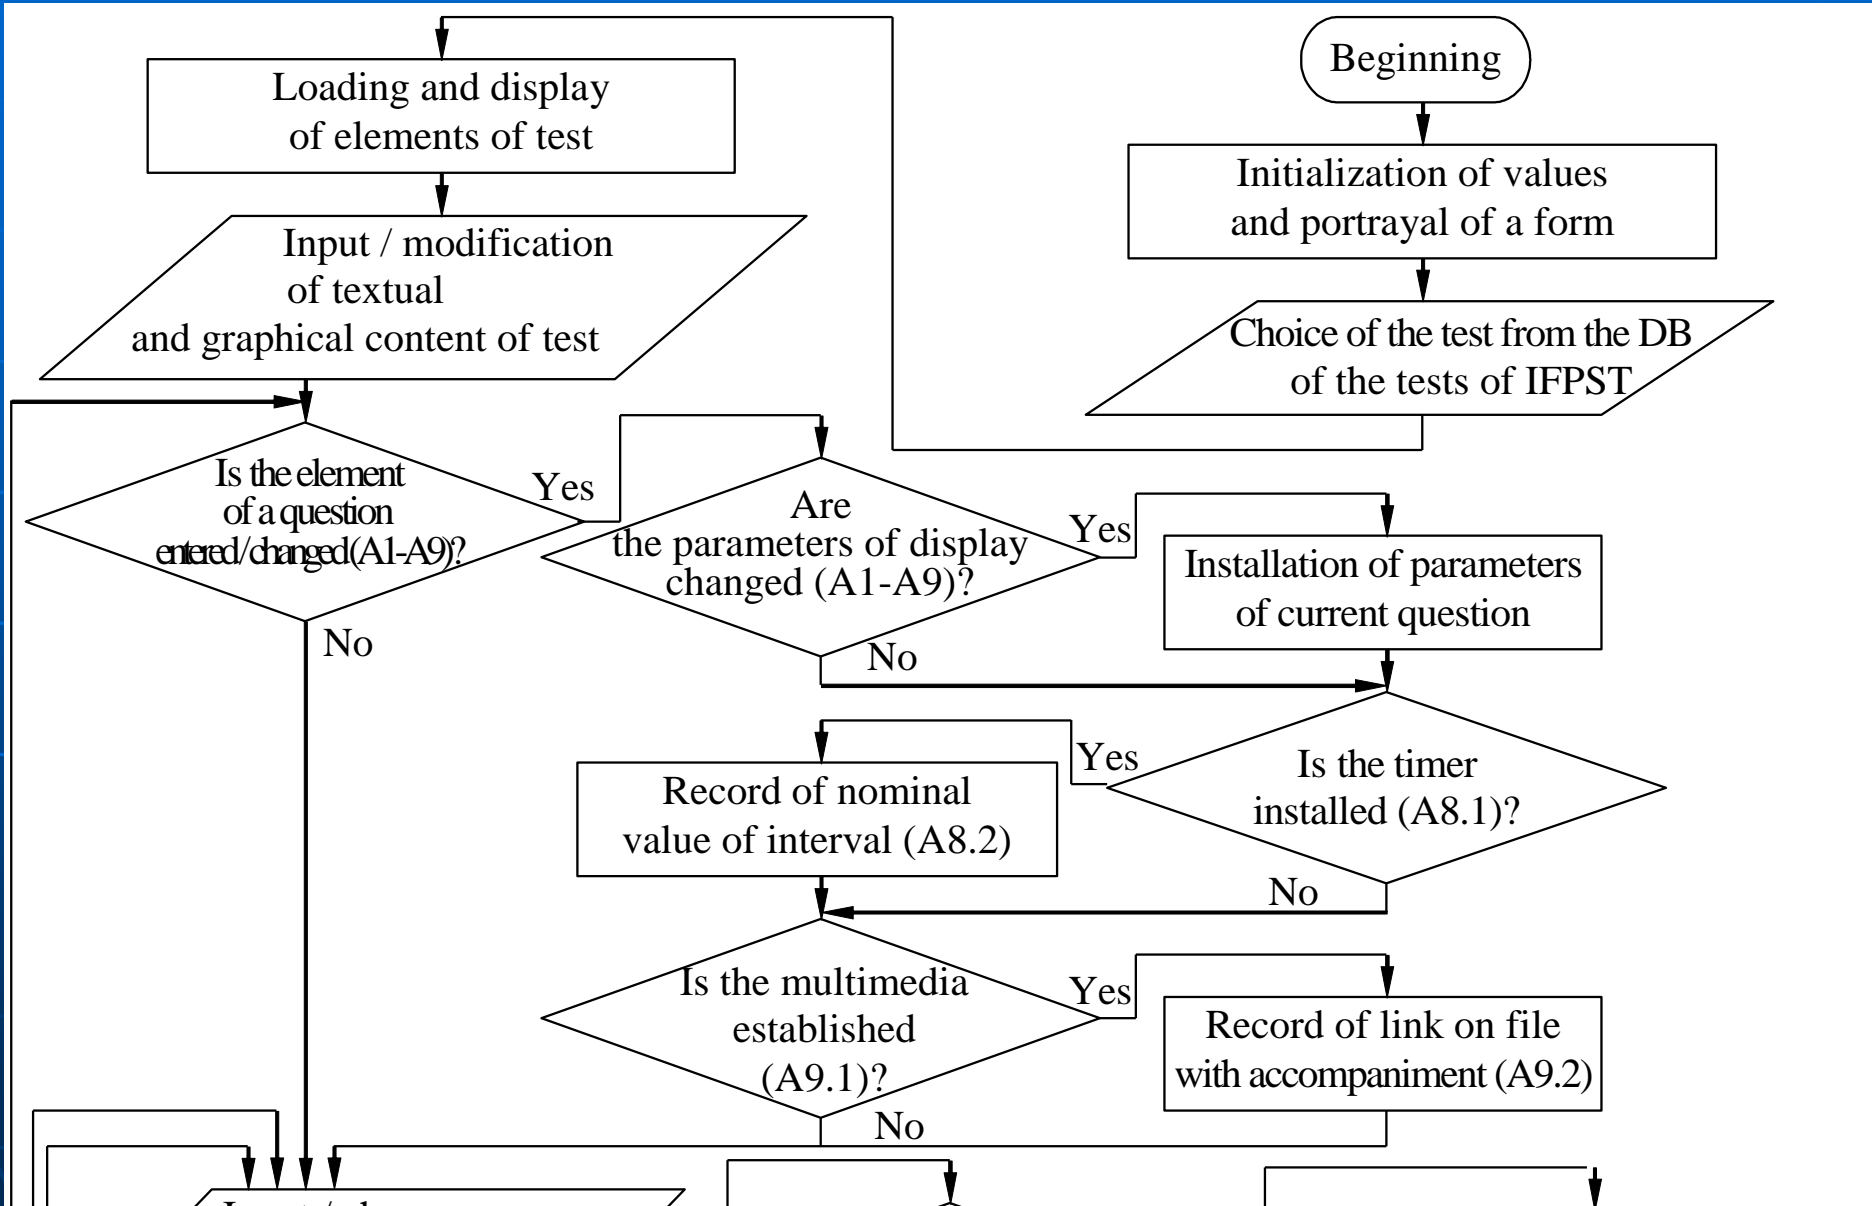 Beginning
Initialization of values
and portrayal of a form
Choice of the test from the DB
of the tests of IFPST
Loading and display
of elements of test
Input / modification
of textual
and graphical content of test
Is the element
of a question
entered/changed (A1-A9)?
Yes
No
Are
the parameters of display
changed (A1-A9)?
Yes
No
Installation of parameters
of current question
Is the timer
installed (A8.1)?
Yes
No
Record of nominal
value of interval (A8.2)
Is the multimedia
established
(A9.1)?
Yes
No
Record of link on file
with accompaniment (A9.2)